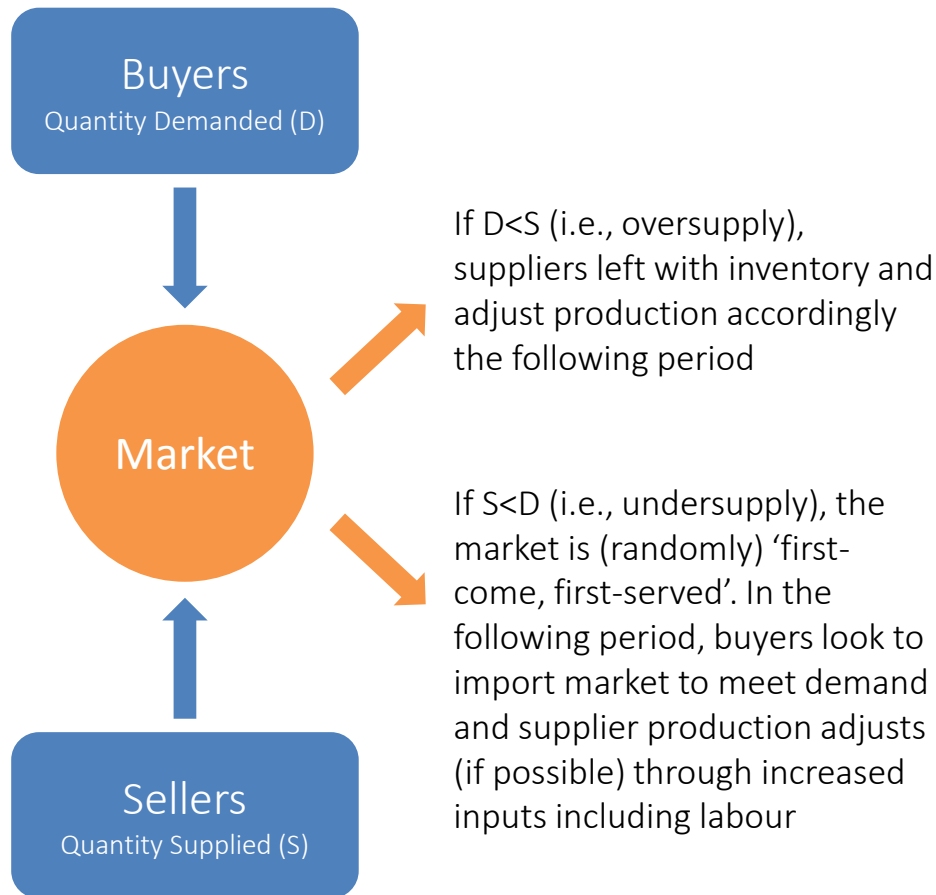 Buyers
Quantity Demanded (D)
If D<S (i.e., oversupply),
suppliers left with inventory and
adjust production accordingly
the following period
Market
If S<D (i.e., undersupply), the
market is (randomly) ‘first-
come, first-served’. In the
following period, buyers look to
import market to meet demand
and supplier production adjusts
(if possible) through increased
inputs including labour
Sellers
Quantity Supplied (S)